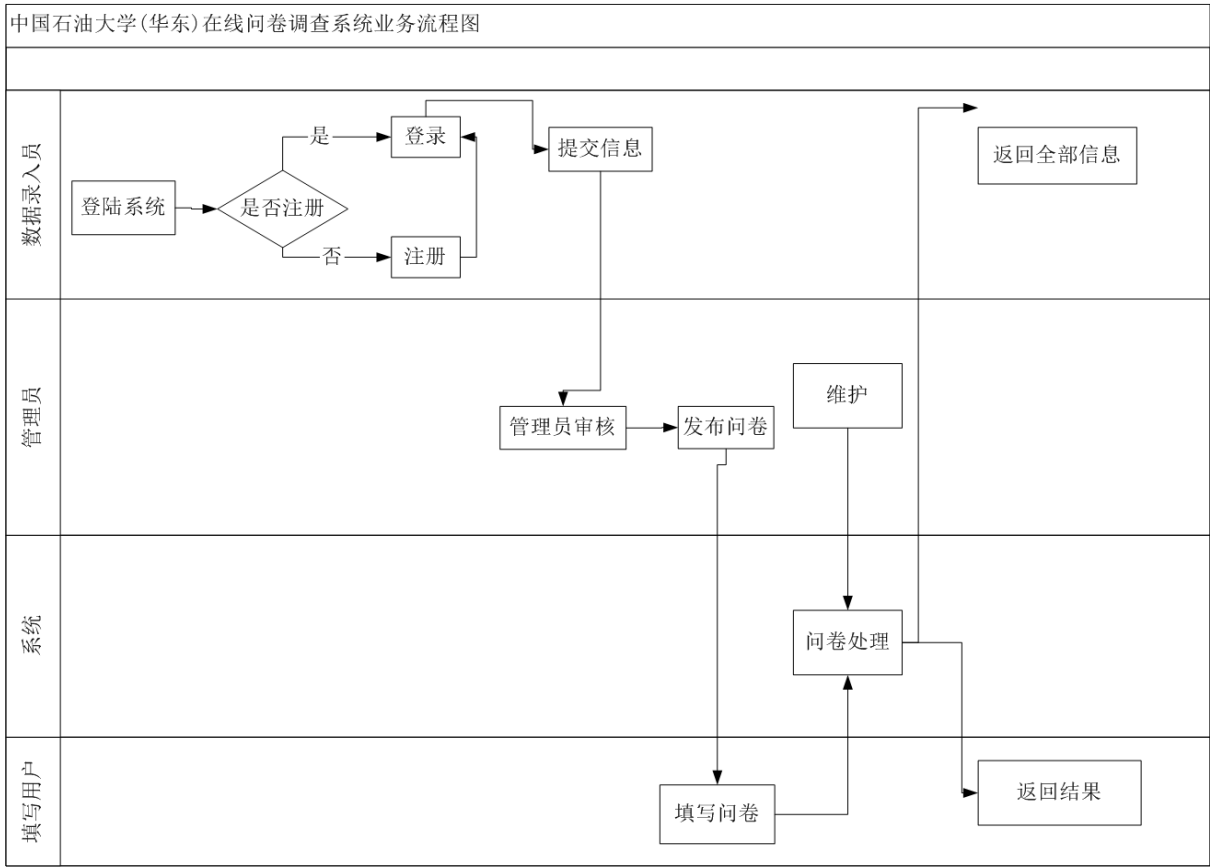 中国石油大学(华东)在线问卷调查系统业务流程图
数据录入员
登陆系统
是否注册
是
否
登录
注册
提交信息
返回全部信息
管理员
管理员审核
发布问卷
维护
系统
问卷处理
填写用户
填写问卷
返回结果